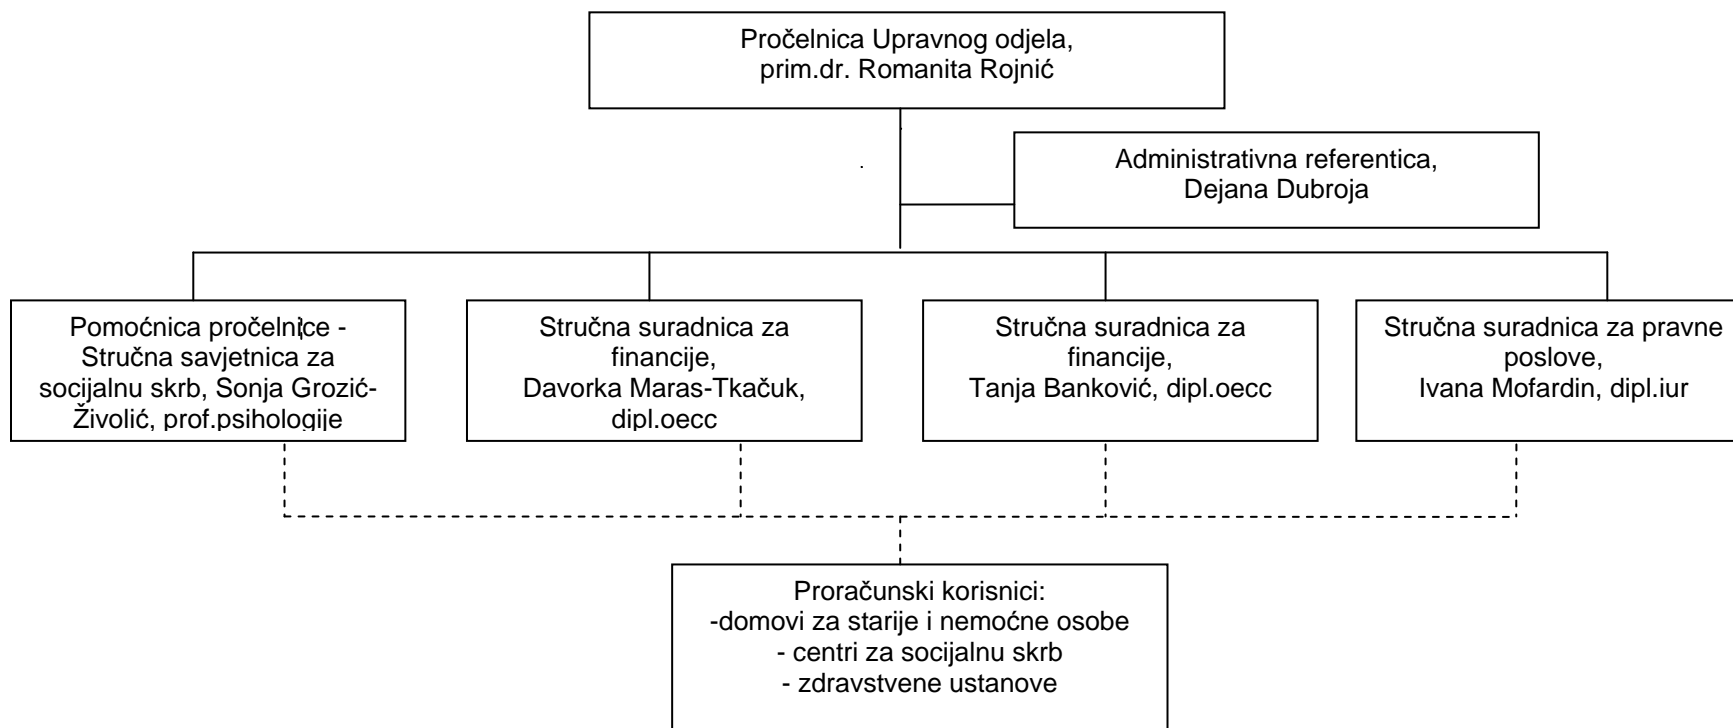 Pročelnica Upravnog odjela,
prim.dr. Romanita Rojnić
Administrativna referentica,
Dejana Dubroja
Pomoćnica pročelnice -
Stručna savjetnica za
socijalnu skrb, Sonja Grozić-
Živolić, prof.psihologije
Stručna suradnica za
financije,
Davorka Maras-Tkačuk,
dipl.oecc
Stručna suradnica za
financije,
Tanja Banković, dipl.oecc
Stručna suradnica za pravne
poslove,
Ivana Mofardin, dipl.iur
Proračunski korisnici:
-domovi za starije i nemoćne osobe
- centri za socijalnu skrb
- zdravstvene ustanove